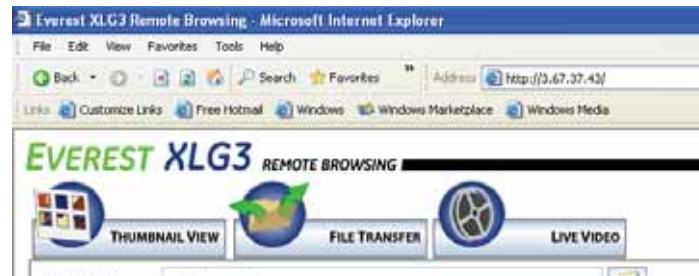 Everest XLG3 Remote Browsing - Microsoft Internet Explorer
File Edit View Favorites Tools Help
Back Search Favorites » Address http://3.67.37.43/
Links Customize Links Free Hotmail Windows Windows Marketplace Windows Media
EVEREST XLG3 REMOTE BROWSING
THUMBNAIL VIEW FILE TRANSFER LIVE VIDEO